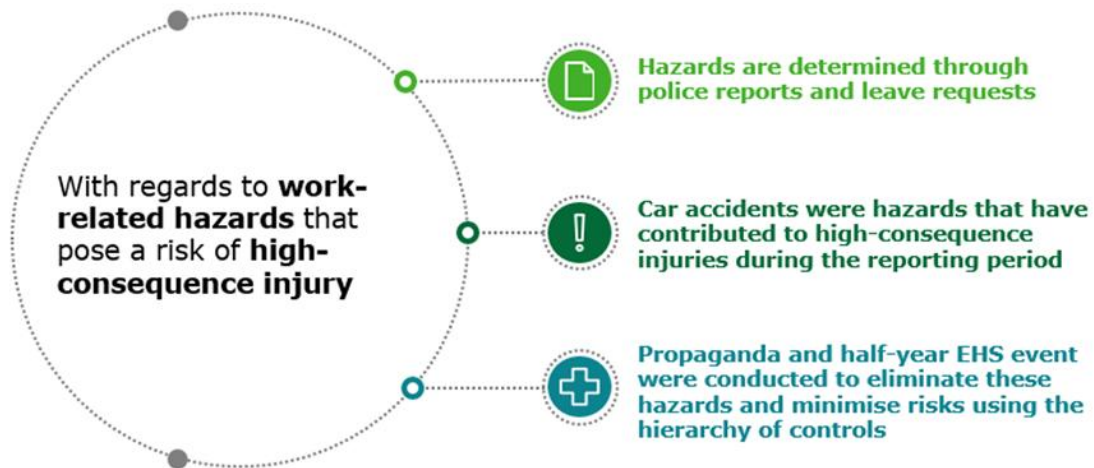 With regards to work-
related hazards that
pose a risk of high-
consequence injury
Hazards are determined through
police reports and leave requests
Car accidents were hazards that have
contributed to high-consequence
injuries during the reporting period
Propaganda and half-year EHS event
were conducted to eliminate these
hazards and minimise risks using the
hierarchy of controls